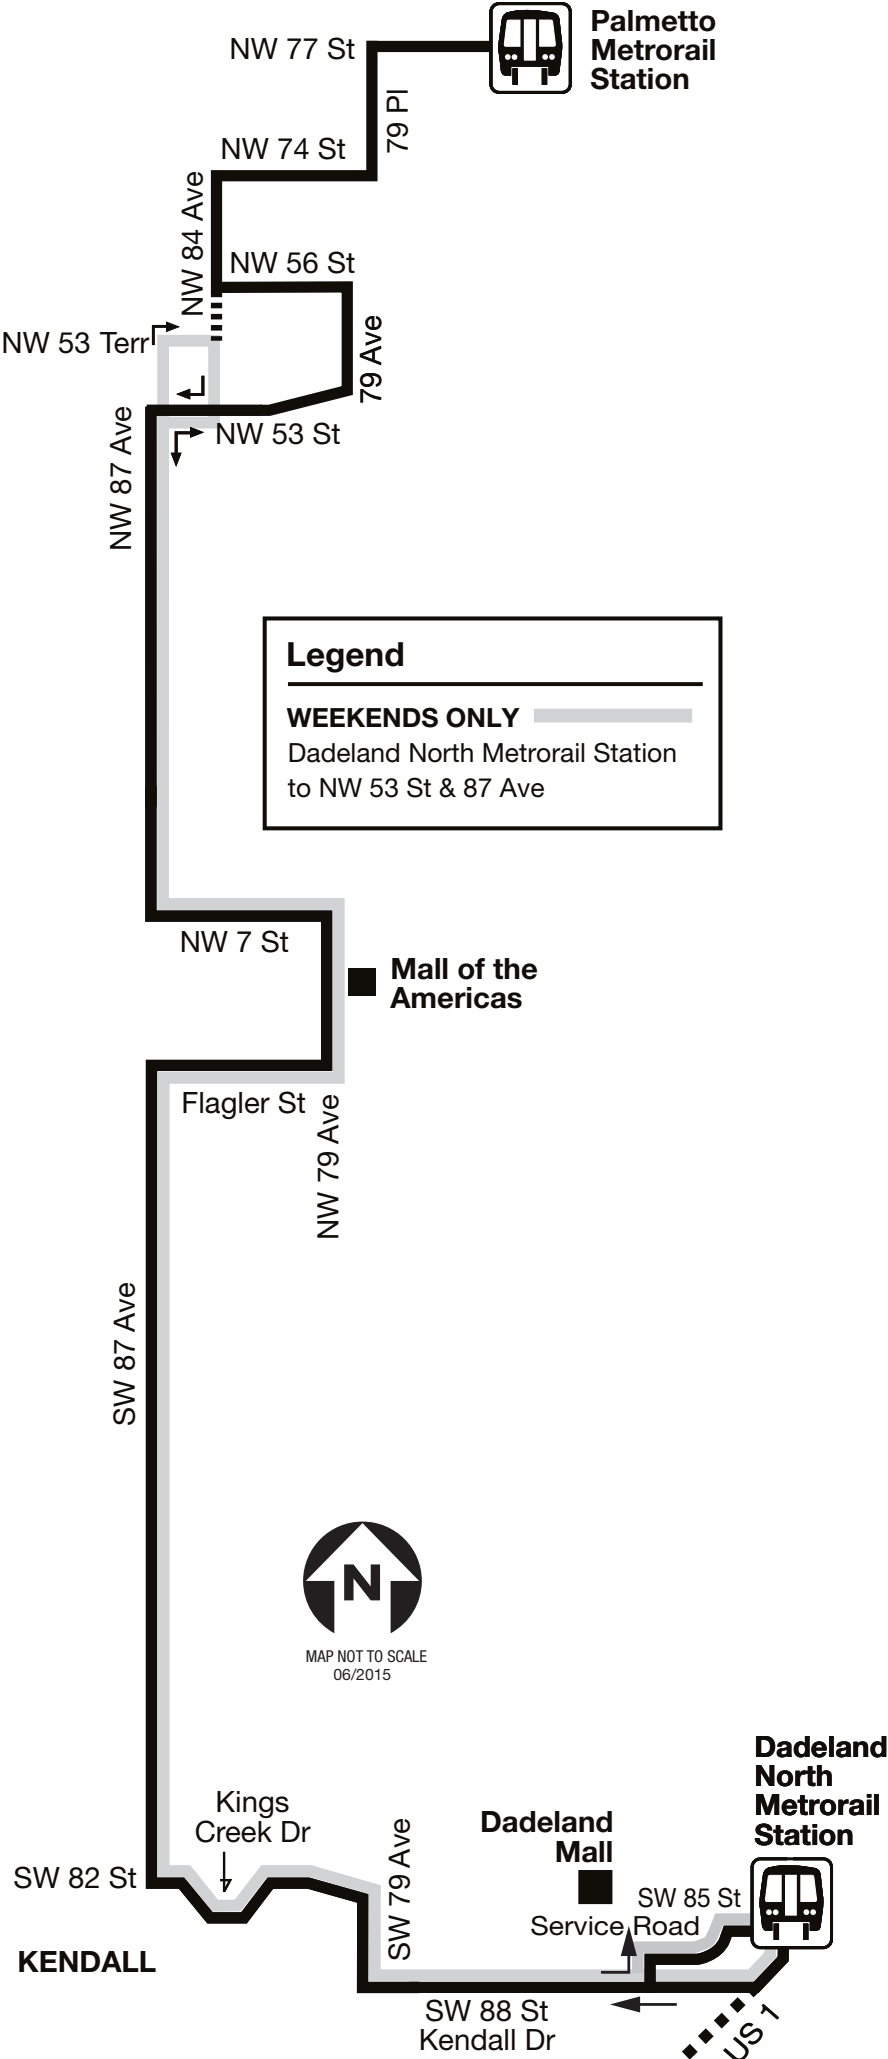 NW 77 St
Palmetto
Metrorail
Station
79 Pl
NW 74 St
NW 84 Ave
NW 56 St
79 Ave
NW 53 Terr
NW 53 St
NW 87 Ave
Legend
WEEKENDS ONLY
Dadeland North Metrorail Station
to NW 53 St & 87 Ave
NW 7 St
Mall of the
Americas
Flagler St
NW 79 Ave
SW 87 Ave
N
MAP NOT TO SCALE
06/2015
Kings
Creek Dr
SW 82 St
KENDALL
SW 79 Ave
Dadeland
Mall
Dadeland
North
Metrorail
Station
SW 85 St
Service Road
SW 88 St
Kendall Dr
US 1